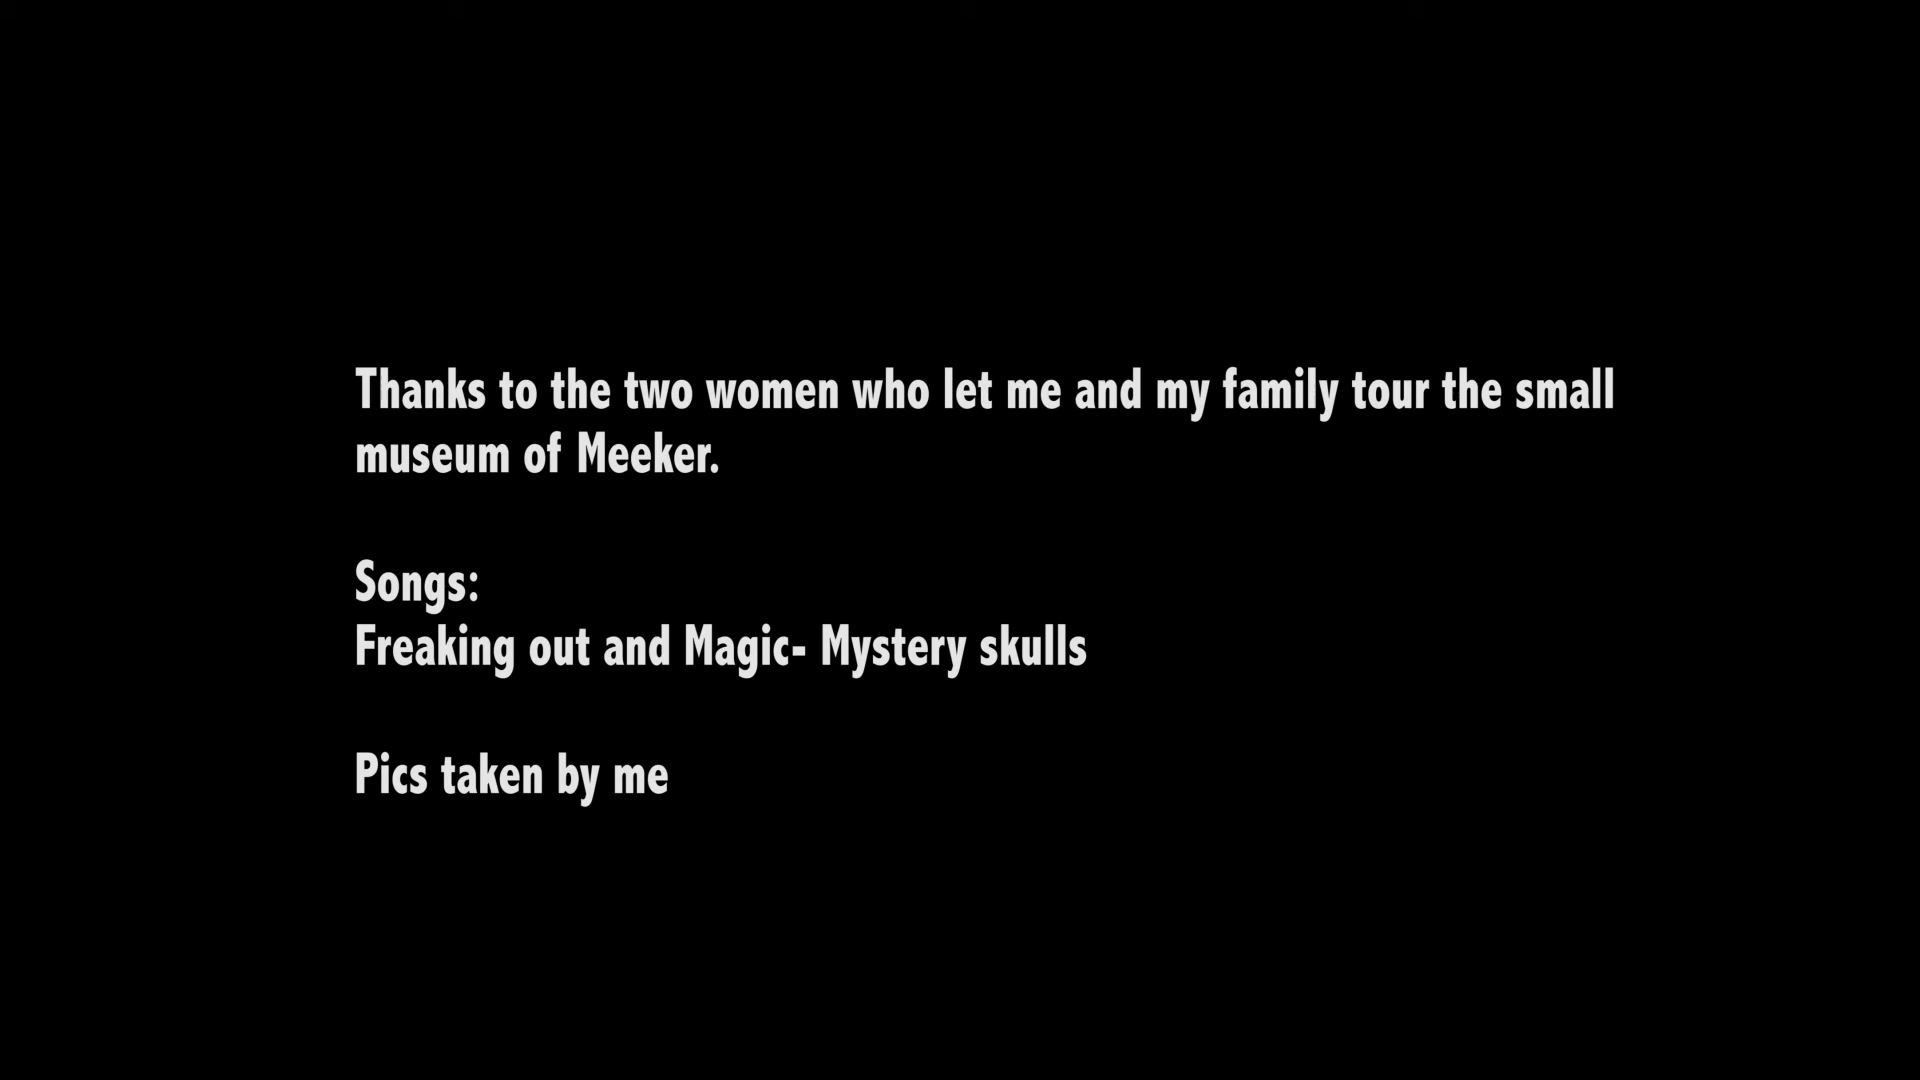 Thanks to the two women who let me and my family tour the small
museum of Meeker.
Songs:
Freaking out and Magic- Mystery skulls
Pics taken by me